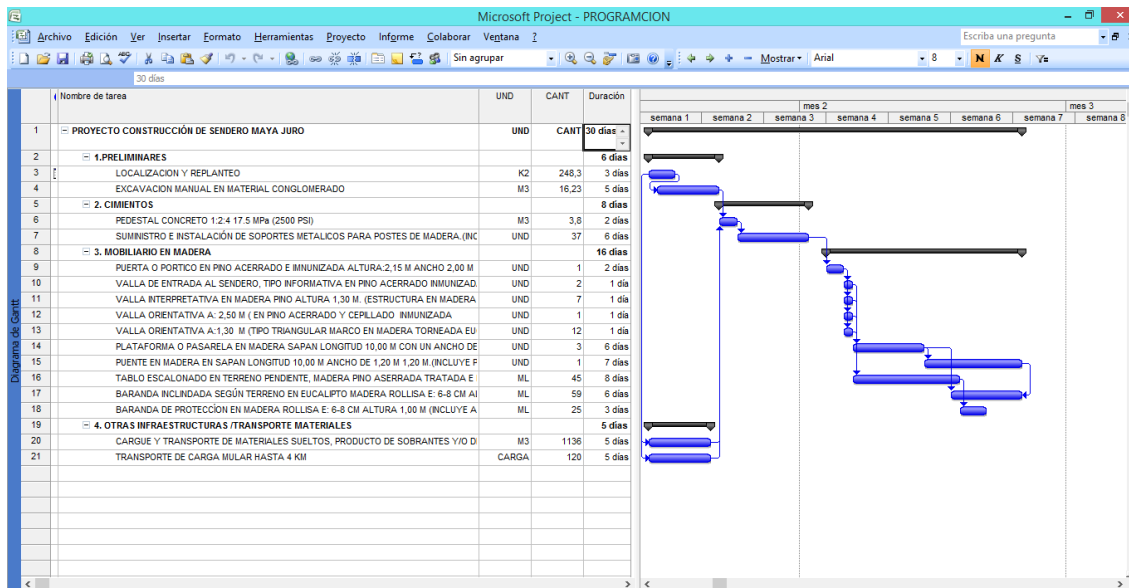 Microsoft Project - PROGRAMCION
Archivo Edición Ver Insertar Formato Herramientas Proyecto Informe Colaborar Ventana ?
Escriba una pregunta
Sin agrupar
Mostrar
Arial
8
N K S
30 días
Nombre de tarea UND CANT Duración
mes 2 mes 3
semana 1 semana 2 semana 3 semana 4 semana 5 semana 6 semana 7 semana 8
1 PROYECTO CONSTRUCCIÓN DE SENDERO MAYA JURO UND CANT 30 días
2 1.PRELIMINARES 6 días
3 LOCALIZACION Y REPLANTEO K2 248,3 3 días
4 EXCAVACION MANUAL EN MATERIAL CONGLOMERADO M3 16,23 5 días
5 2. CIMIENTOS 8 días
6 PEDESTAL CONCRETO 1:2:4 17.5 MPa (2500 PSI) M3 3,8 2 días
7 SUMINISTRO E INSTALACIÓN DE SOPORTES METALICOS PARA POSTES DE MADERA.(INC UND 37 6 días
8 3. MOBILIARIO EN MADERA 16 días
9 PUERTA O PORTICO EN PINO ACERRADO E IMNUNIZADA ALTURA:2,15 M ANCHO 2,00 M UND 1 2 días
10 VALLA DE ENTRADA AL SENDERO, TIPO INFORMATIVA EN PINO ACERRADO INMUNIZAD. UND 2 1 día
11 VALLA INTERPRETATIVA EN MADERA PINO ALTURA 1,30 M. (ESTRUCTURA EN MADERA UND 7 1 día
12 VALLA ORIENTATIVA A: 2,50 M ( EN PINO ACERRADO Y CEPILLADO INMUNIZADA UND 1 1 día
13 VALLA ORIENTATIVA A:1,30 M (TIPO TRIANGULAR MARCO EN MADERA TORNEADA EU UND 12 1 día
14 PLATAFORMA O PASARELA EN MADERA SAPAN LONGITUD 10,00 M CON UN ANCHO DE UND 3 6 días
15 PUENTE EN MADERA EN SAPAN LONGITUD 10,00 M ANCHO DE 1,20 M 1,20 M.(INCLUYE F UND 1 7 días
16 TABLO ESCALONADO EN TERRENO PENDIENTE, MADERA PINO ASERRADA TRATADA E ML 45 8 días
17 BARANDA INCLINDADA SEGÚN TERRENO EN EUCALIPTO MADERA ROLLISA E: 6-8 CM AL ML 59 6 días
18 BARANDA DE PROTECCÍON EN MADERA ROLLISA E: 6-8 CM ALTURA 1,00 M (INCLUYE A ML 25 3 días
19 4. OTRAS INFRAESTRUCTURAS /TRANSPORTE MATERIALES 5 días
20 CARGUE Y TRANSPORTE DE MATERIALES SUELTOS, PRODUCTO DE SOBRANTES Y/O DI M3 1136 5 días
21 TRANSPORTE DE CARGA MULAR HASTA 4 KM CARGA 120 5 días
Diagrama de Gantt